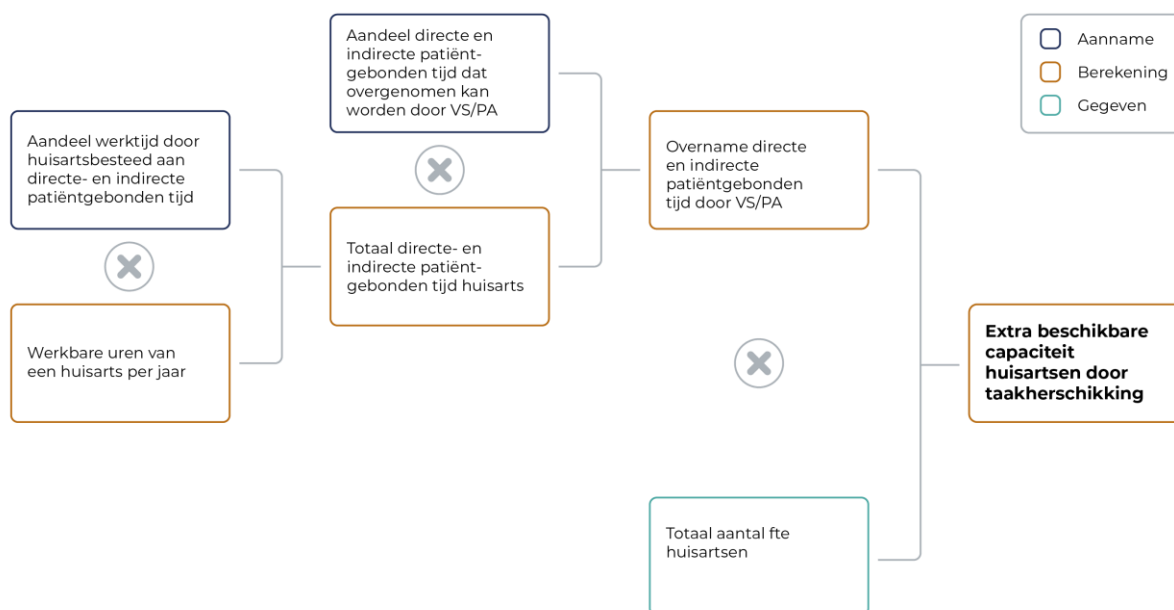 Aandeel directe en
indirecte patiënt-
gebonden tijd dat
overgenomen kan
worden door VS/PA
Aanname
Berekening
Gegeven
Aandeel werktijd door
huisartsbesteed aan
directe- en indirecte
patiëntgebonden tijd
Overname directe
en indirecte
patiëntgebonden
tijd door VS/PA
Totaal directe- en
indirecte patiënt-
gebonden tijd huisarts
Werkbare uren van
een huisarts per jaar
Extra beschikbare
capaciteit
huisartsen door
taakherschikking
Totaal aantal fte
huisartsen